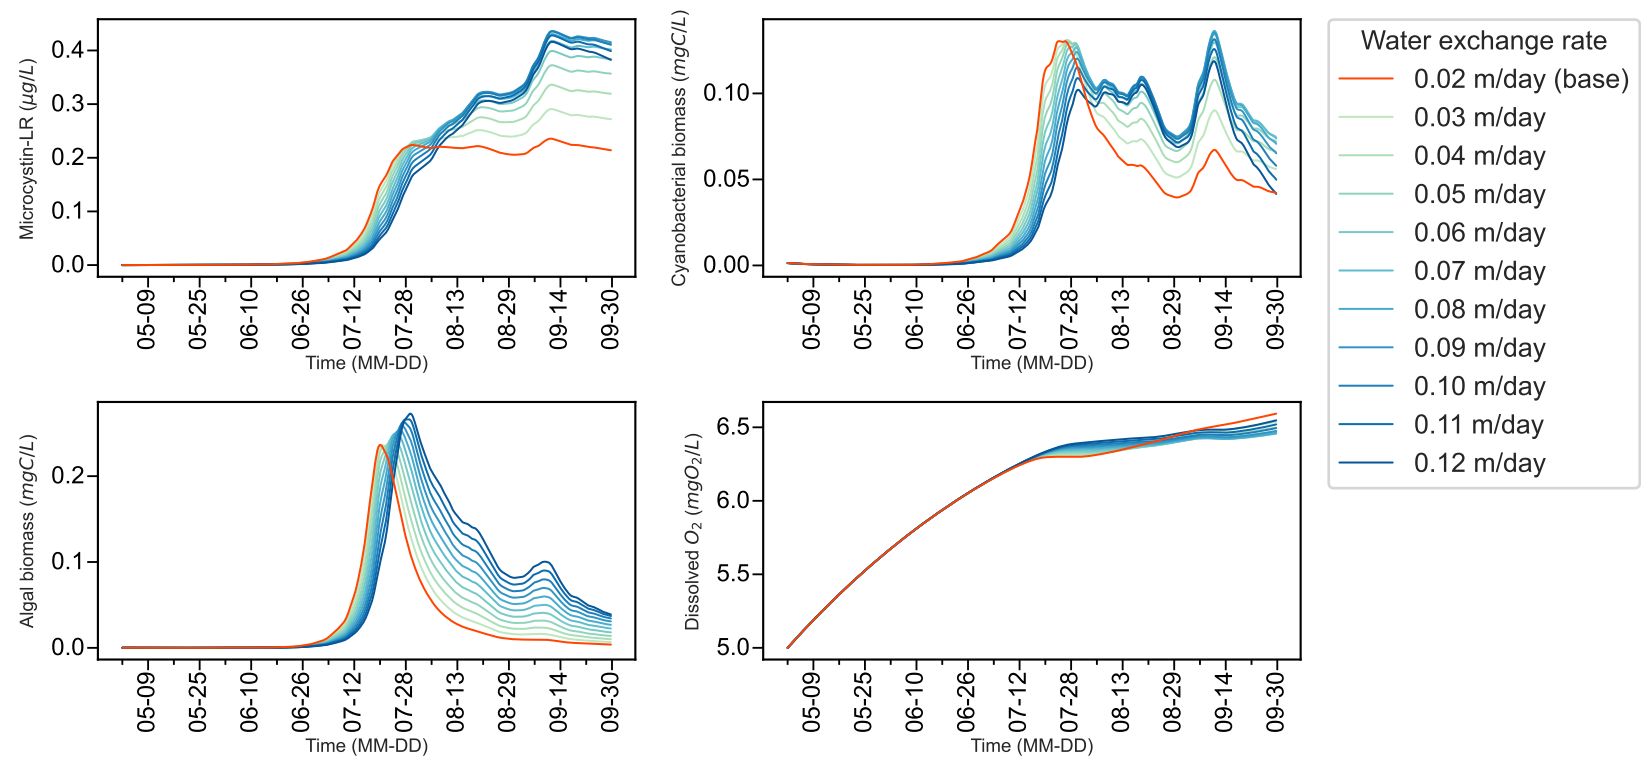 Microcystin-LR (μg/L)
0.4
0.3
0.2
0.1
0.0
05-09
05-25
06-10
06-26
07-12
07-28
08-13
08-29
09-14
09-30
Time (MM-DD)
Cyanobacterial biomass (mgC/L)
0.10
0.05
0.00
05-09
05-25
06-10
06-26
07-12
07-28
08-13
08-29
09-14
09-30
Time (MM-DD)
Algal biomass (mgC/L)
0.2
0.1
0.0
05-09
05-25
06-10
06-26
07-12
07-28
08-13
08-29
09-14
09-30
Time (MM-DD)
Dissolved O₂ (mgO₂/L)
6.5
6.0
5.5
5.0
05-09
05-25
06-10
06-26
07-12
07-28
08-13
08-29
09-14
09-30
Time (MM-DD)
Water exchange rate
0.02 m/day (base)
0.03 m/day
0.04 m/day
0.05 m/day
0.06 m/day
0.07 m/day
0.08 m/day
0.09 m/day
0.10 m/day
0.11 m/day
0.12 m/day